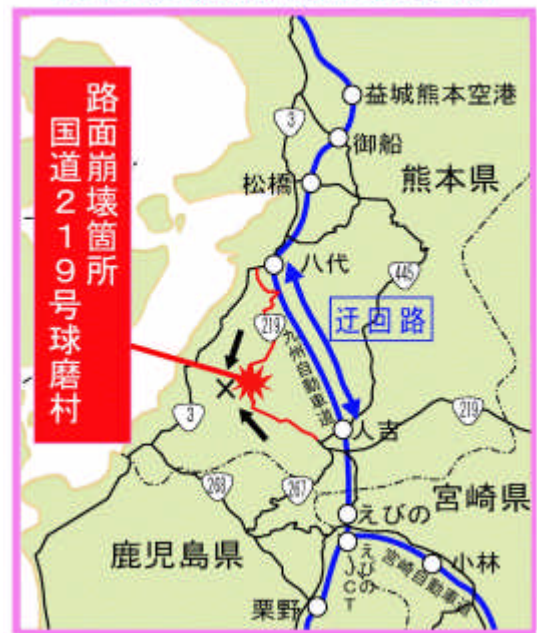 路面崩壊箇所
国道219号球磨村
益城熊本空港
3
御船
松橋
熊本県
八代
445
219
迂回路
九州自動車道
3
人吉
219
268
267
えびの
宮崎県
鹿児島県
えびのJCT
宮崎自動車道
小林
栗野